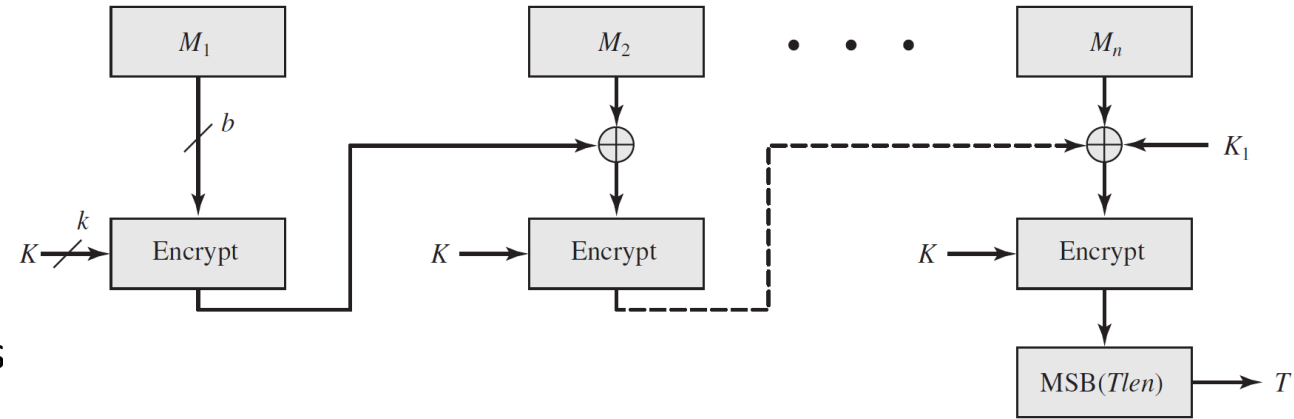 M₁ M₂ • • • Mₙ
b
K₁
k
K Encrypt K Encrypt K Encrypt
s
MSB(Tlen) T